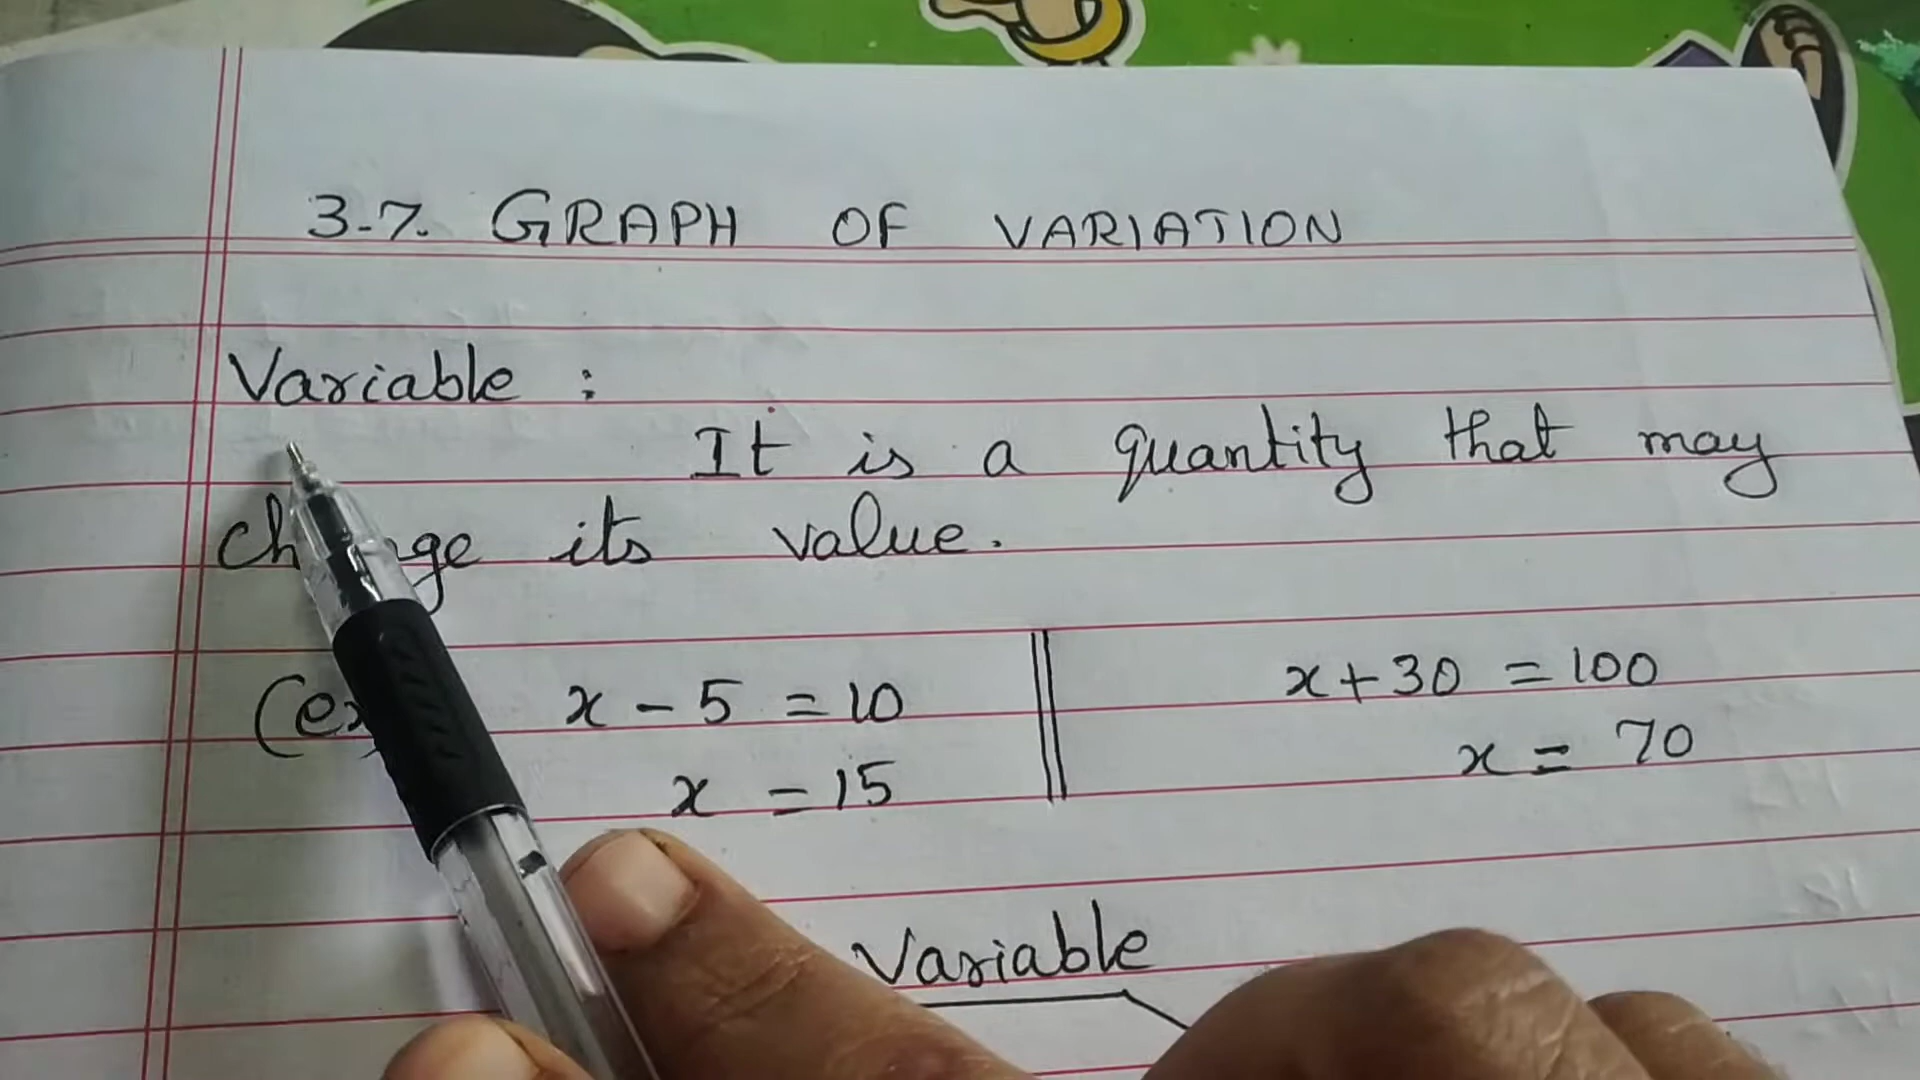 3.7. GRAPH OF VARIATION
Variable :
It is a quantity that may
its value.
x - 5 = 10
x = 15
x + 30 = 100
x = 70
Variable